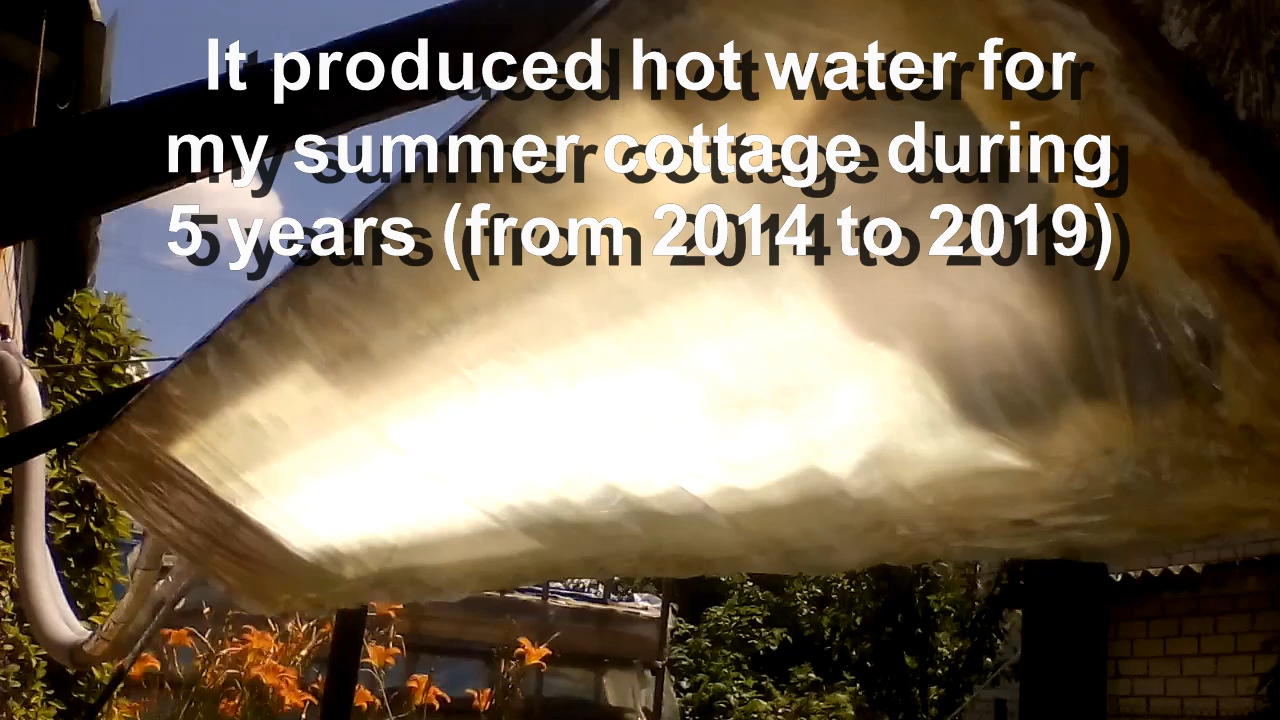 It produced hot water for
my summer cottage during
5 years (from 2014 to 2019)